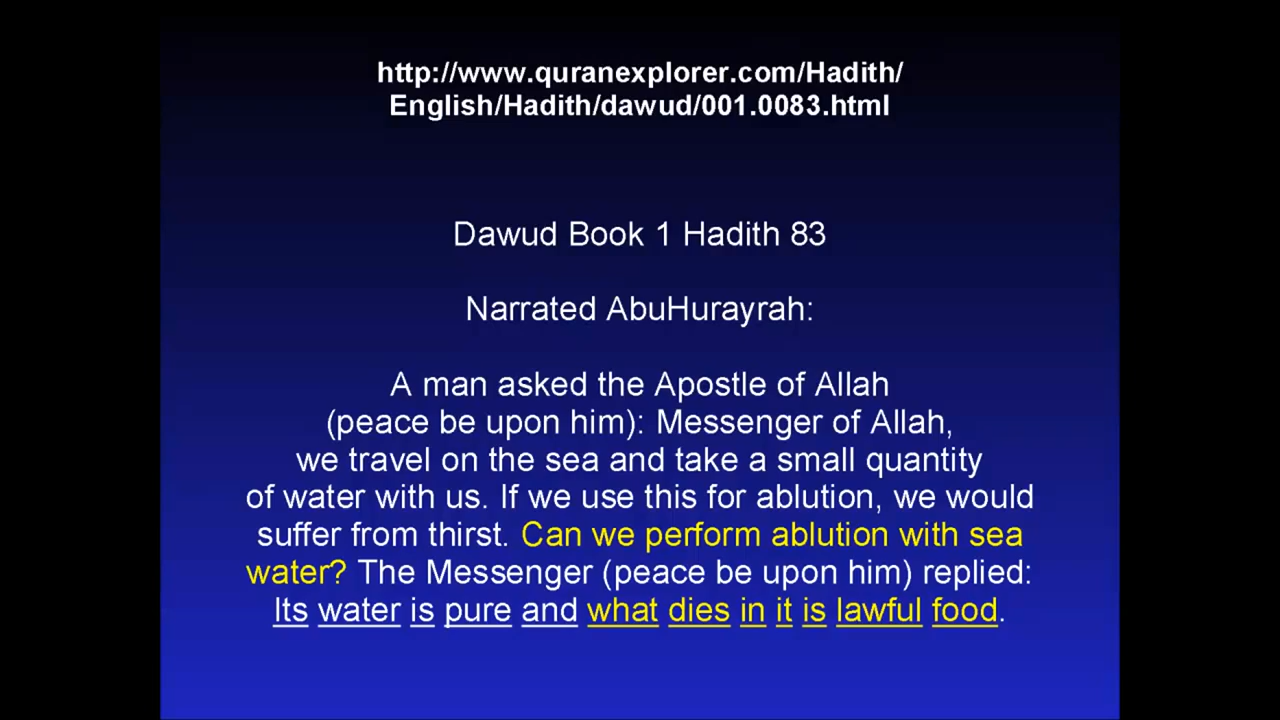 http://www.quranexplorer.com/Hadith/
English/Hadith/dawud/001.0083.html
Dawud Book 1 Hadith 83
Narrated AbuHurayrah:
A man asked the Apostle of Allah
(peace be upon him): Messenger of Allah,
we travel on the sea and take a small quantity
of water with us. If we use this for ablution, we would
suffer from thirst. Can we perform ablution with sea
water? The Messenger (peace be upon him) replied:
Its water is pure and what dies in it is lawful food.